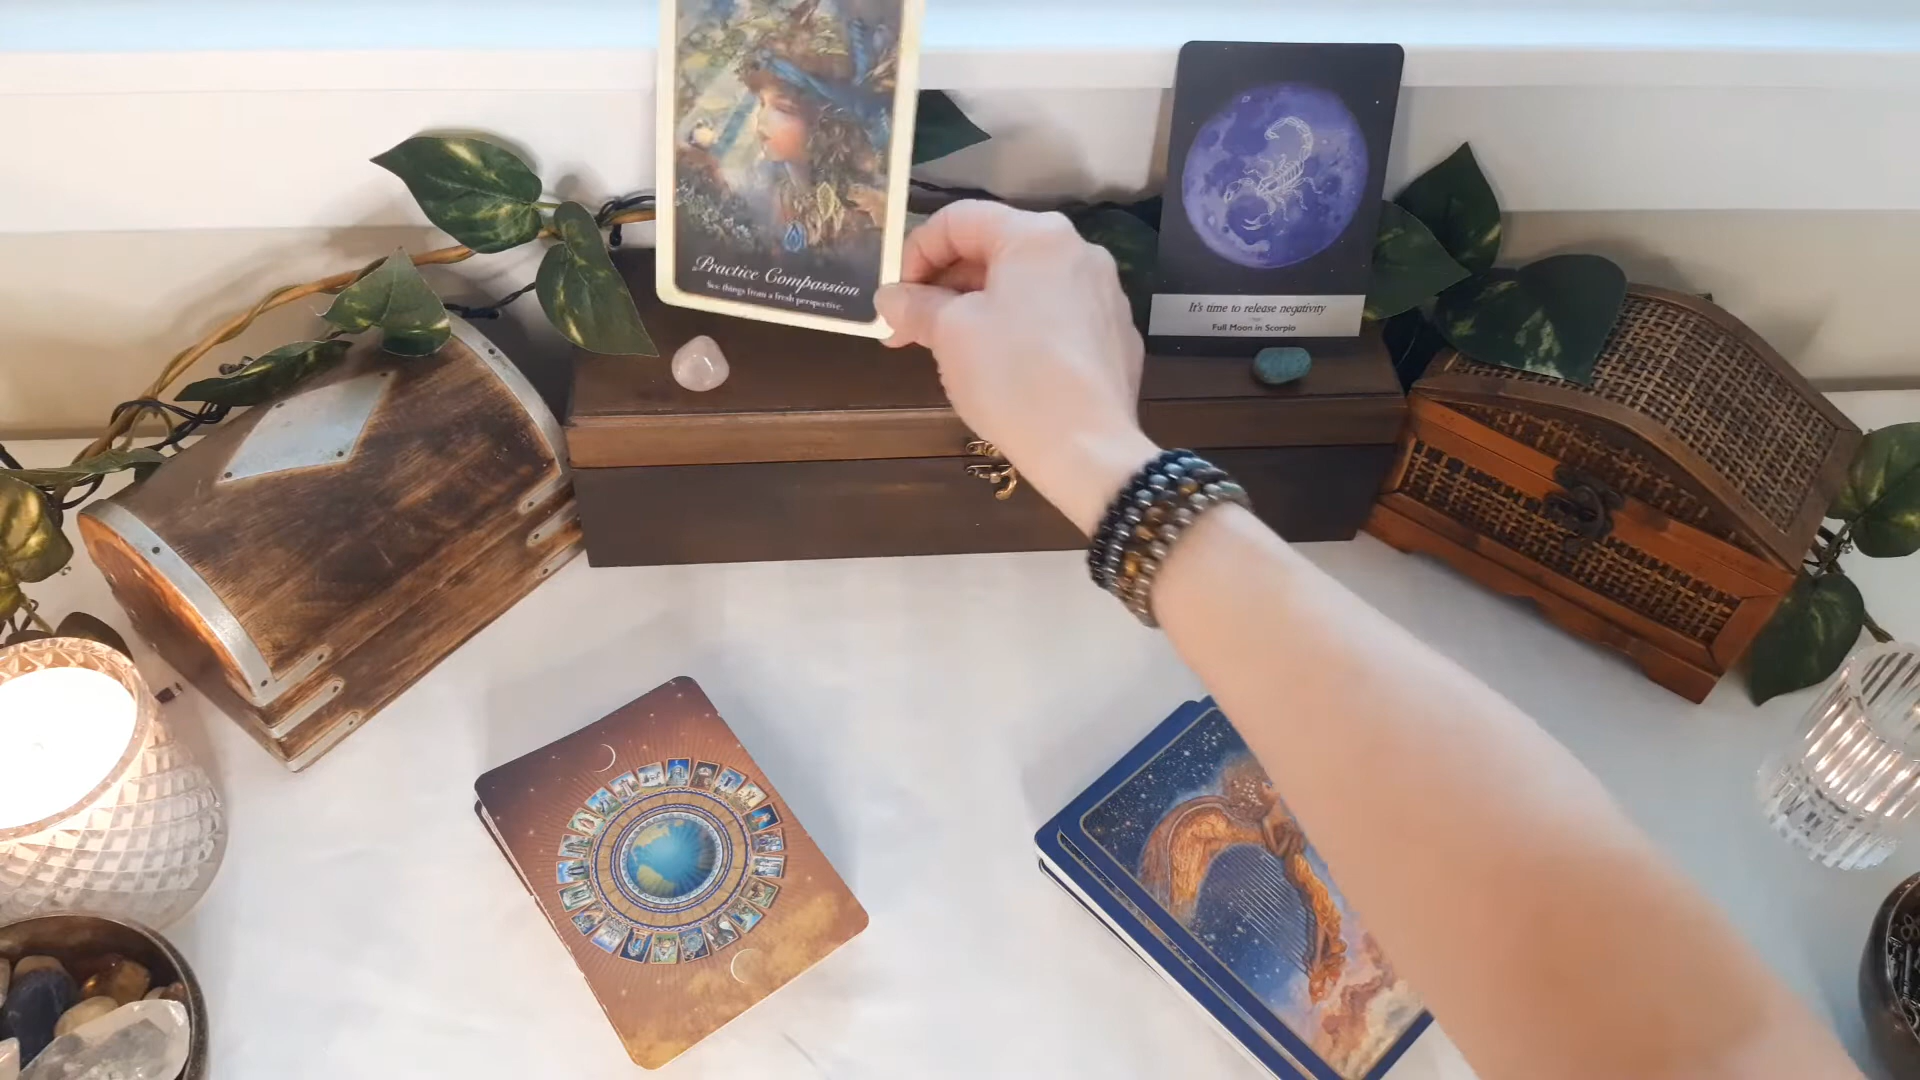 Practice Compassion
See things from a fresh perspective.
It's time to release negativity
Full Moon in Scorpio